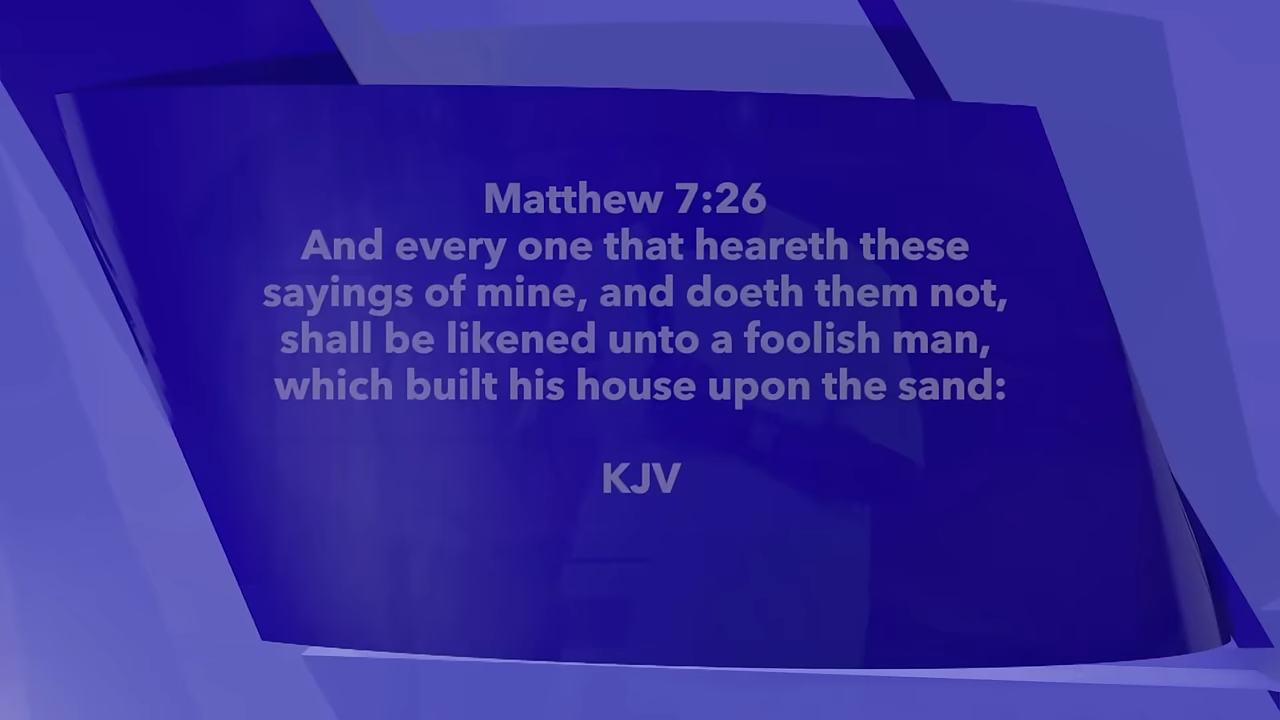 Matthew 7:26
And every one that heareth these
sayings of mine, and doeth them not,
shall be likened unto a foolish man,
which built his house upon the sand:
KJV